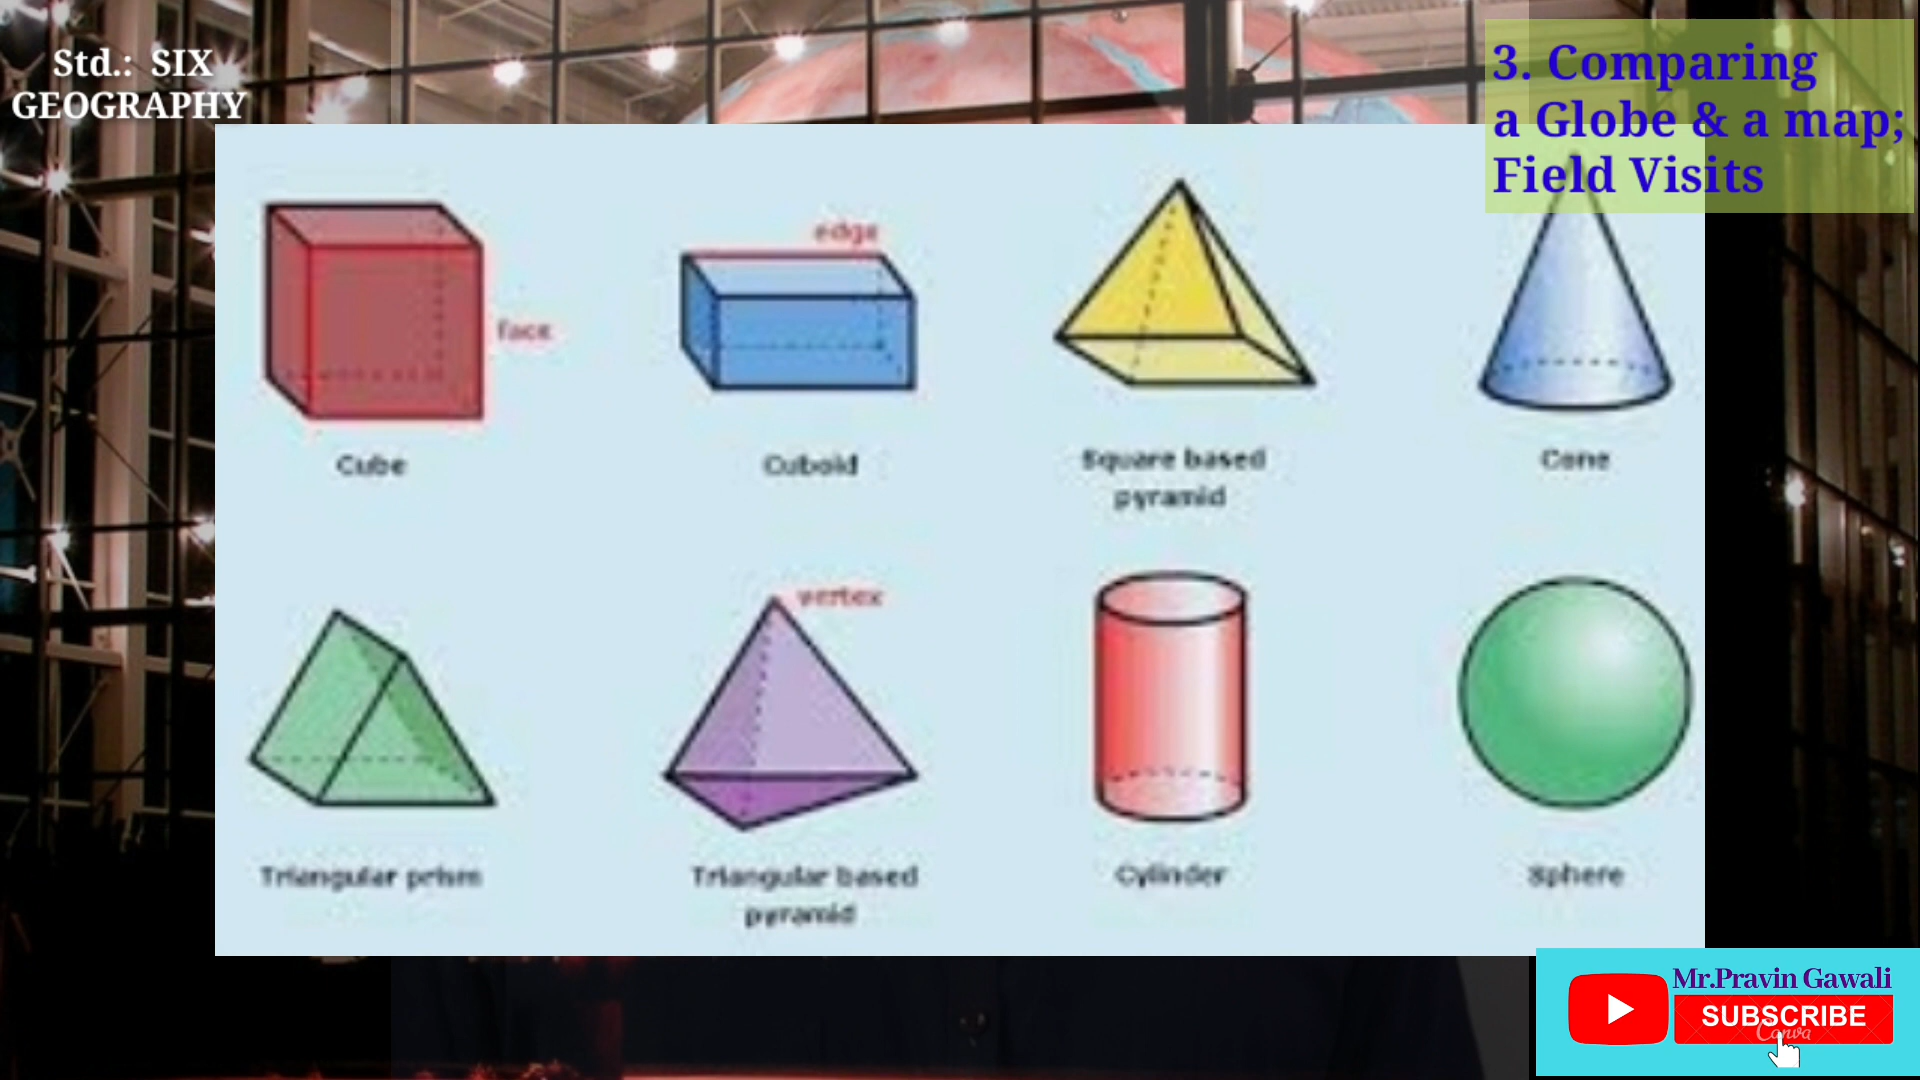 Std.: SIX
GEOGRAPHY
3. Comparing
a Globe & a map;
Field Visits
edge
face
Cube
Cuboid
Square based
pyramid
Cone
vertex
Triangular prism
Triangular based
pyramid
Cylinder
Sphere
Mr.Pravin Gawali
SUBSCRIBE
Canva